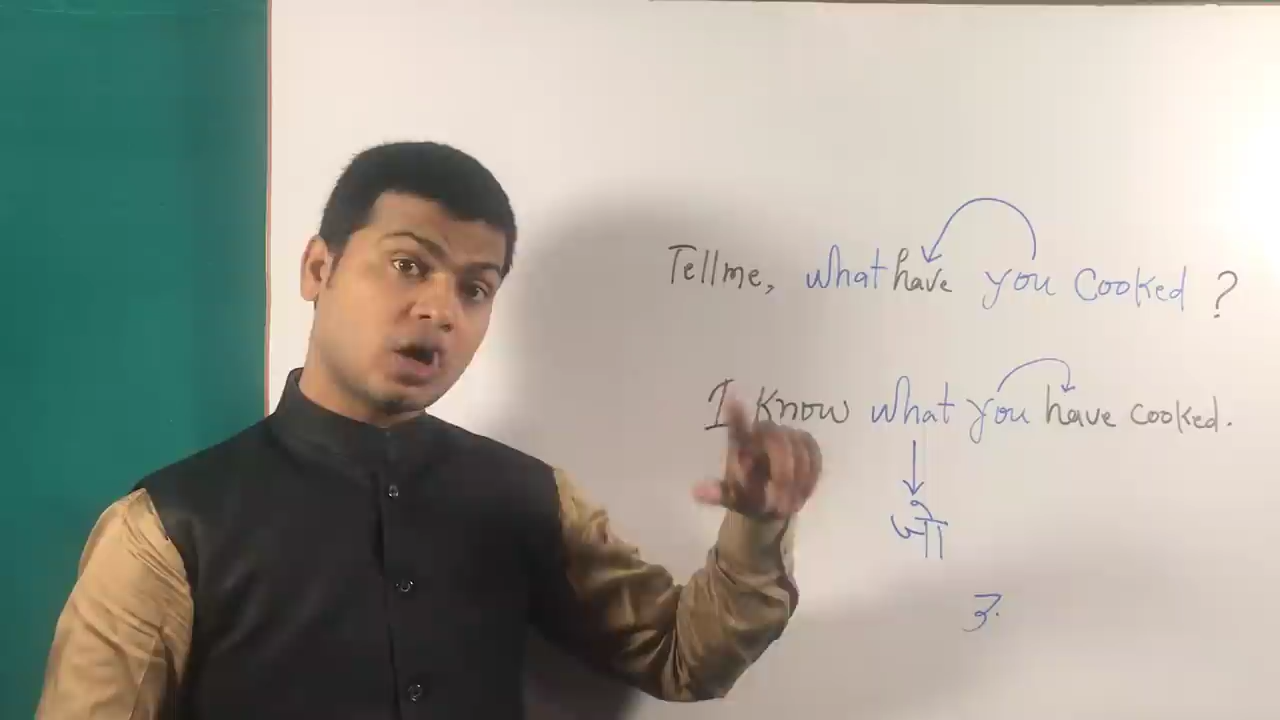 Tell me, what have you cooked ?
I know what you have cooked.
जो